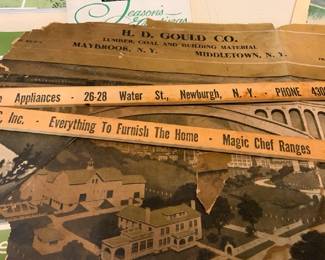 Season's
H. D. GOULD CO.
LUMBER, COAL AND BUILDING MATERIAL
MAYBROOK, N. Y. MIDDLETOWN, N. Y.
Appliances - 26-28 Water St., Newburgh, N. Y. - PHONE 430
Inc. - Everything To Furnish The Home - Magic Chef Ranges